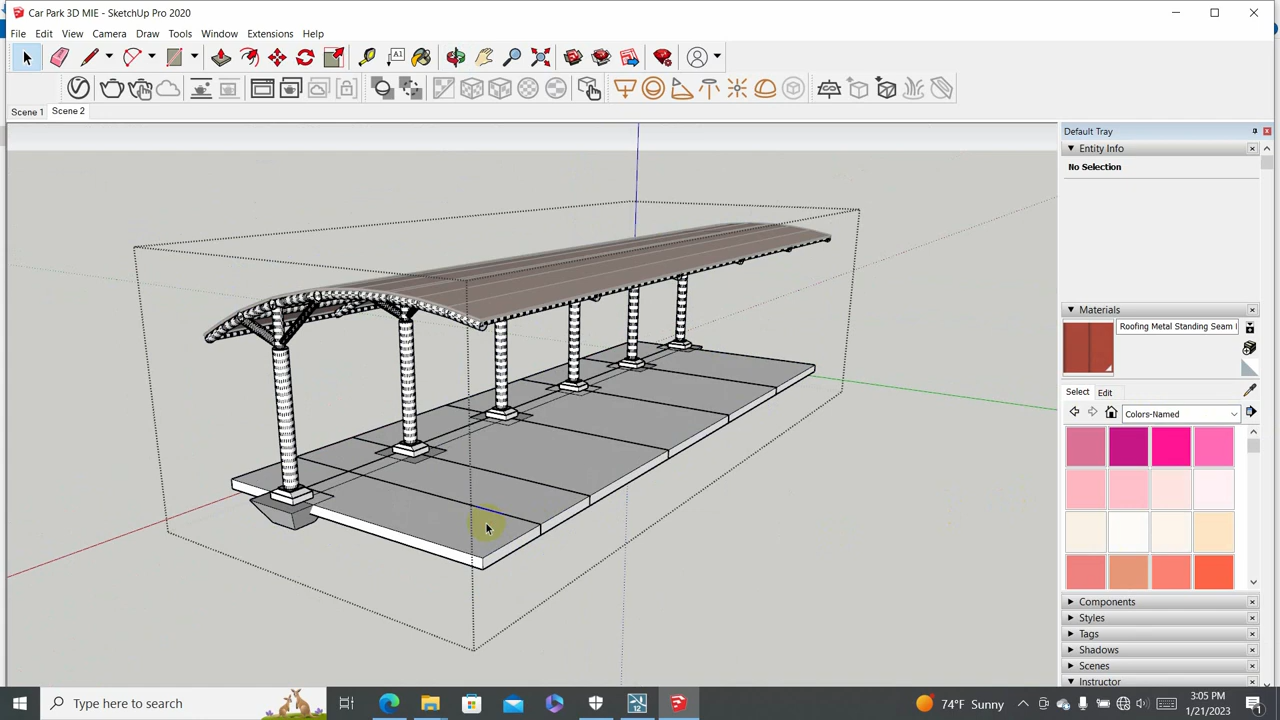 Car Park 3D MIE - SketchUp Pro 2020
File Edit View Camera Draw Tools Window Extensions Help
A1
Scene 1 Scene 2
Default Tray
Entity Info
No Selection
Materials
Roofing Metal Standing Seam
Select Edit
Colors-Named
Components
Styles
Tags
Shadows
Scenes
Instructor
Type here to search
12
74°F Sunny
3:05 PM
1/21/2023